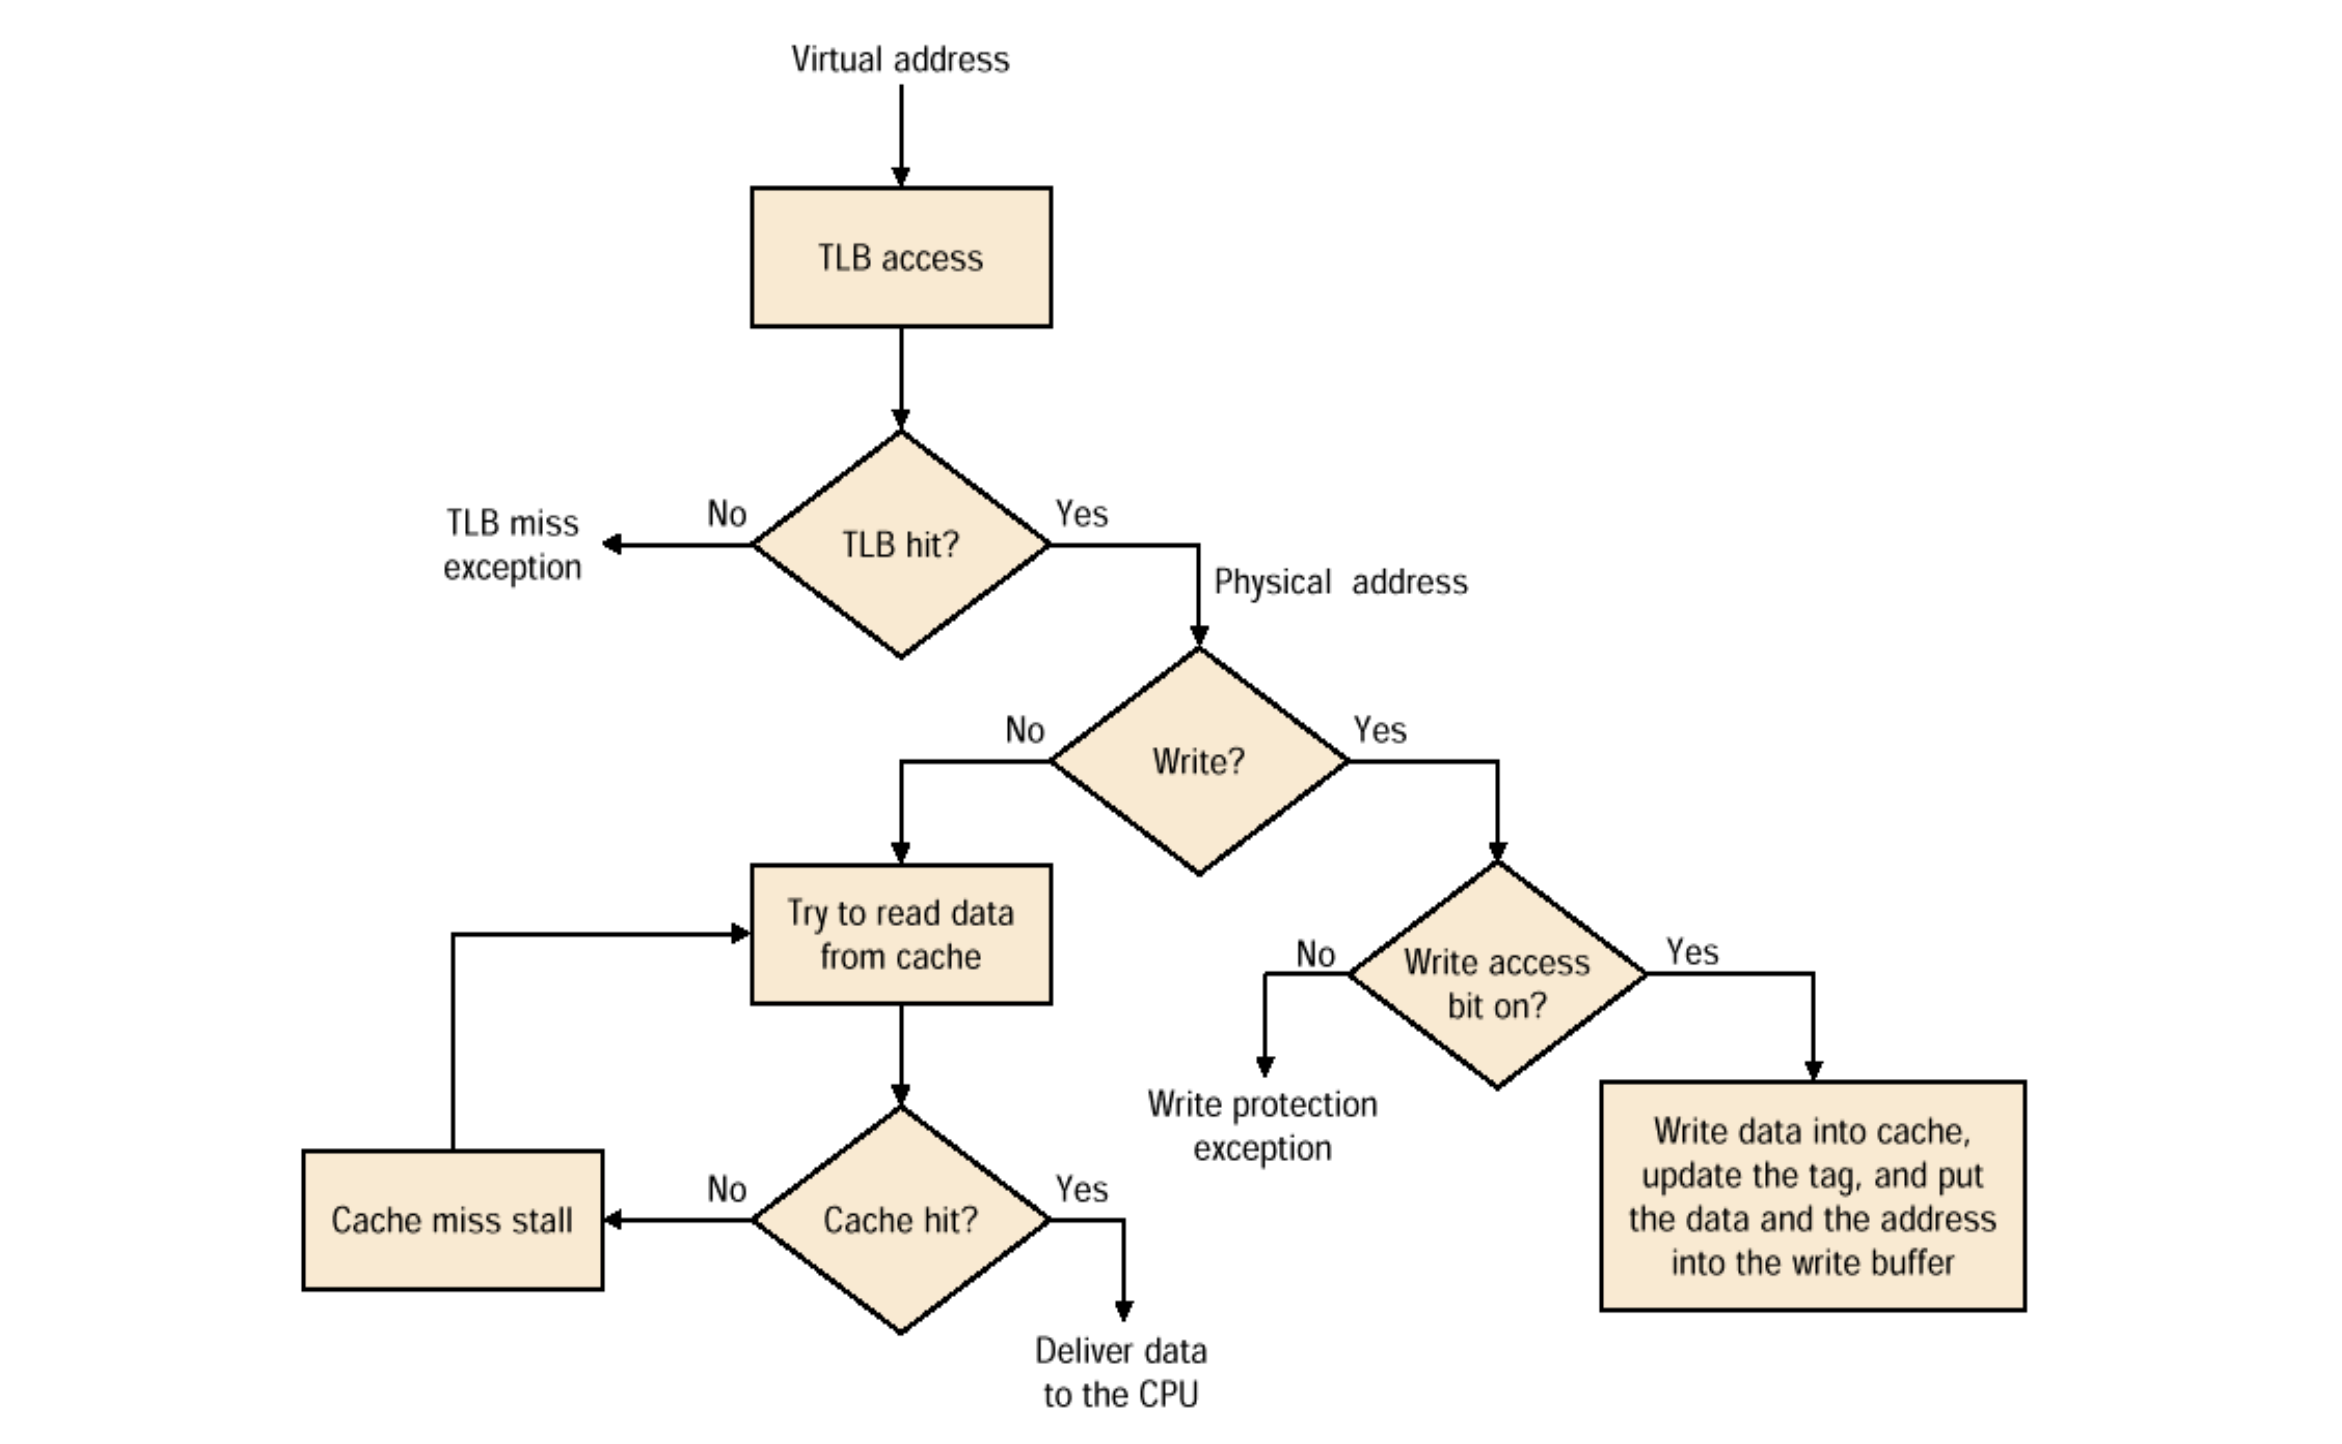 Virtual address
TLB access
No
Yes
TLB miss
exception
TLB hit?
Physical address
No
Yes
Write?
Try to read data
from cache
No
Yes
Write access
bit on?
Write protection
exception
Write data into cache,
update the tag, and put
the data and the address
into the write buffer
No
Yes
Cache miss stall
Cache hit?
Deliver data
to the CPU